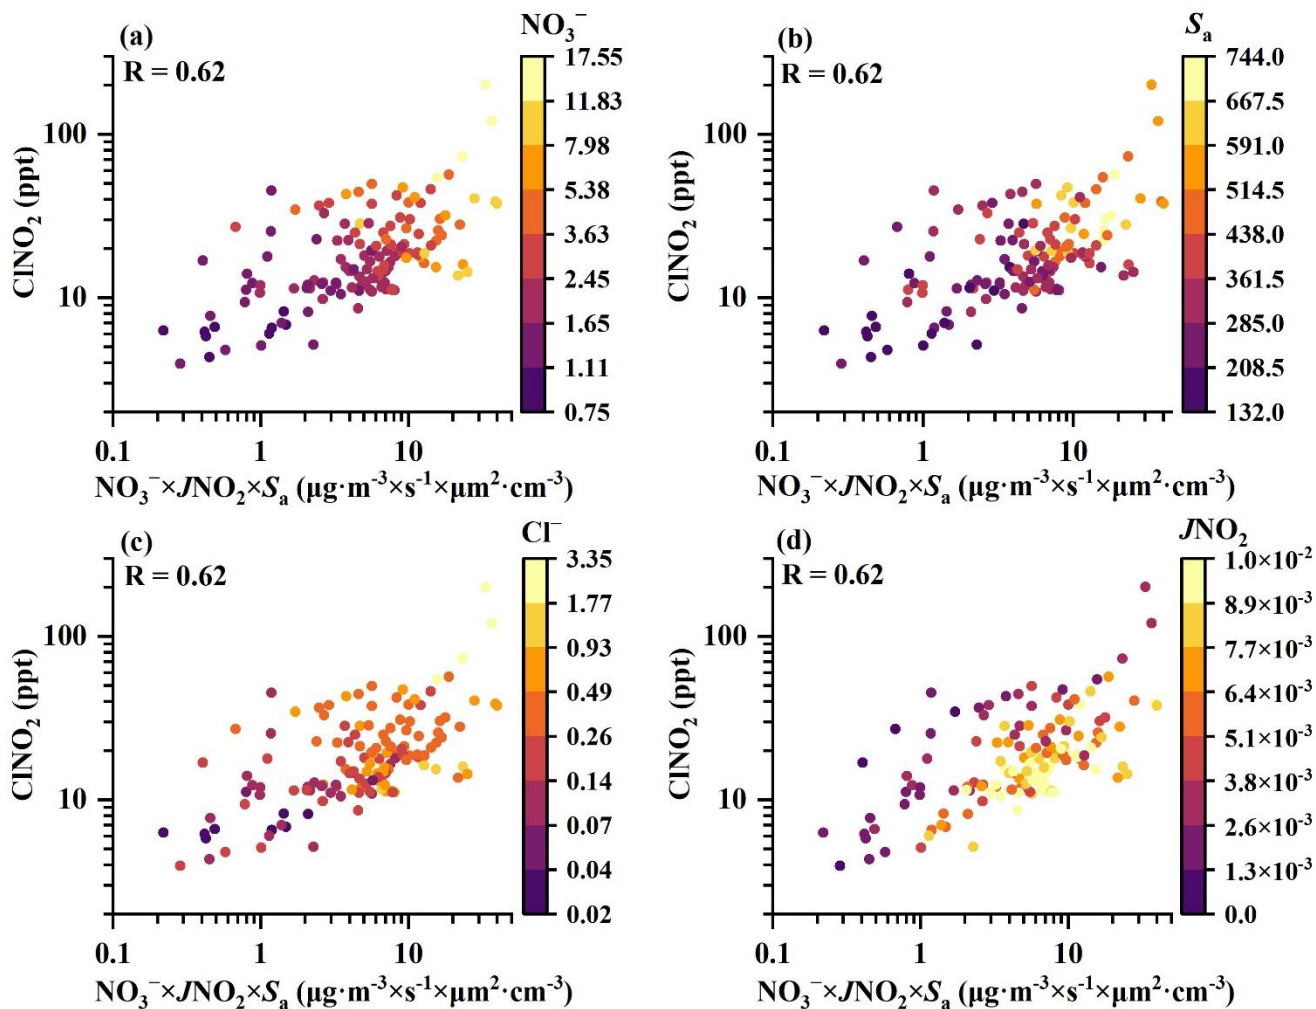 (a)
NO₃⁻
R = 0.62
17.55
11.83
7.98
5.38
3.63
2.45
1.65
1.11
0.75
ClNO₂ (ppt)
100
10
0.1 1 10
NO₃⁻×JNO₂×Sₐ (μg·m⁻³×s⁻¹×μm²·cm⁻³)
(b)
Sₐ
R = 0.62
744.0
667.5
591.0
514.5
438.0
361.5
285.0
208.5
132.0
ClNO₂ (ppt)
100
10
0.1 1 10
NO₃⁻×JNO₂×Sₐ (μg·m⁻³×s⁻¹×μm²·cm⁻³)
(c)
Cl⁻
R = 0.62
3.35
1.77
0.93
0.49
0.26
0.14
0.07
0.04
0.02
ClNO₂ (ppt)
100
10
0.1 1 10
NO₃⁻×JNO₂×Sₐ (μg·m⁻³×s⁻¹×μm²·cm⁻³)
(d)
JNO₂
R = 0.62
1.0×10⁻²
8.9×10⁻³
7.7×10⁻³
6.4×10⁻³
5.1×10⁻³
3.8×10⁻³
2.6×10⁻³
1.3×10⁻³
0.0
ClNO₂ (ppt)
100
10
0.1 1 10
NO₃⁻×JNO₂×Sₐ (μg·m⁻³×s⁻¹×μm²·cm⁻³)